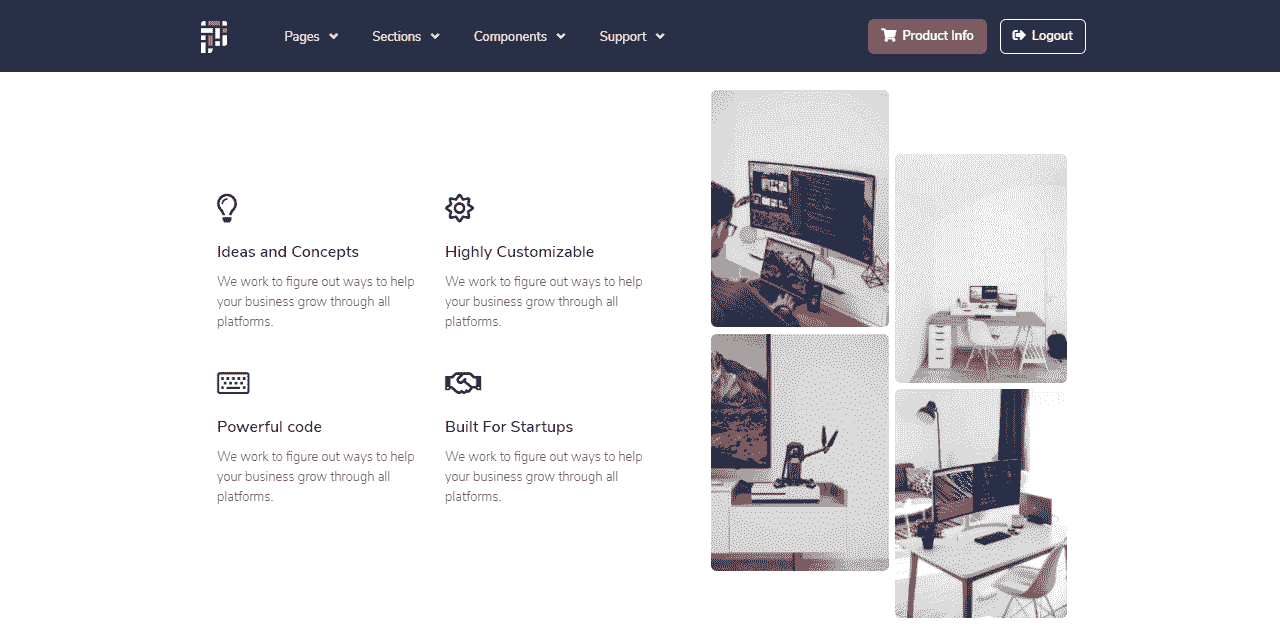 Pages
Sections
Components
Support
Product Info
Logout
Ideas and Concepts
We work to figure out ways to help
your business grow through all
platforms.
Highly Customizable
We work to figure out ways to help
your business grow through all
platforms.
Powerful code
We work to figure out ways to help
your business grow through all
platforms.
Built For Startups
We work to figure out ways to help
your business grow through all
platforms.